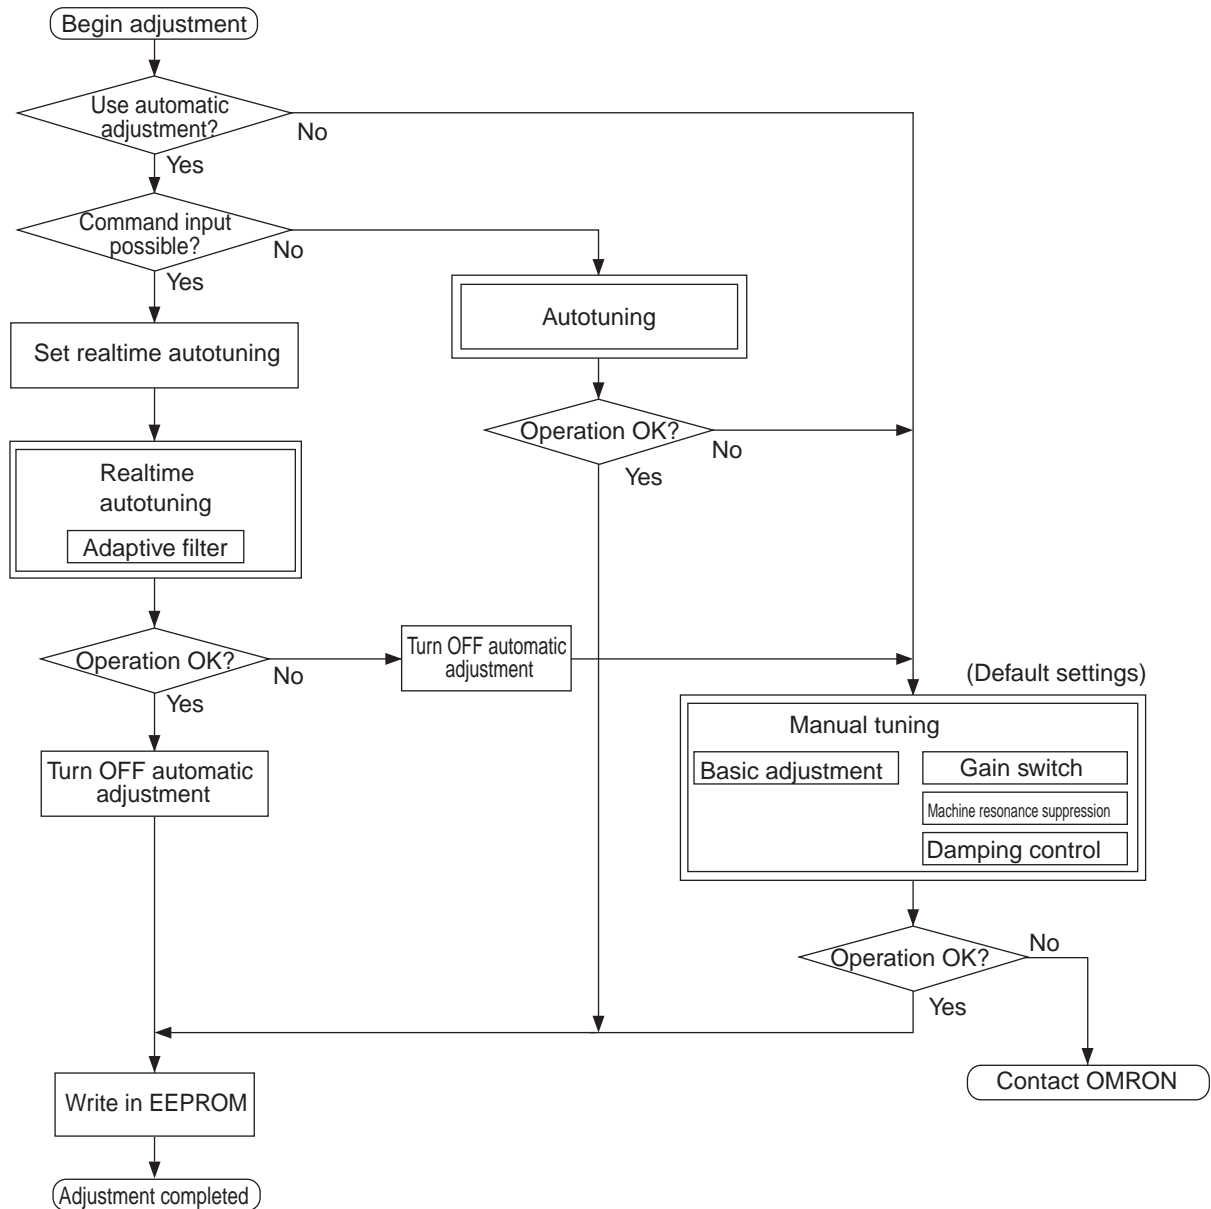 Begin adjustment
Use automatic
adjustment?
No
Yes
Command input
possible?
No
Yes
Set realtime autotuning
Autotuning
Operation OK?
No
Yes
Realtime
autotuning
Adaptive filter
Operation OK?
No
Yes
Turn OFF automatic
adjustment
Turn OFF automatic
adjustment
(Default settings)
Manual tuning
Basic adjustment
Gain switch
Machine resonance suppression
Damping control
Operation OK?
No
Yes
Contact OMRON
Write in EEPROM
Adjustment completed